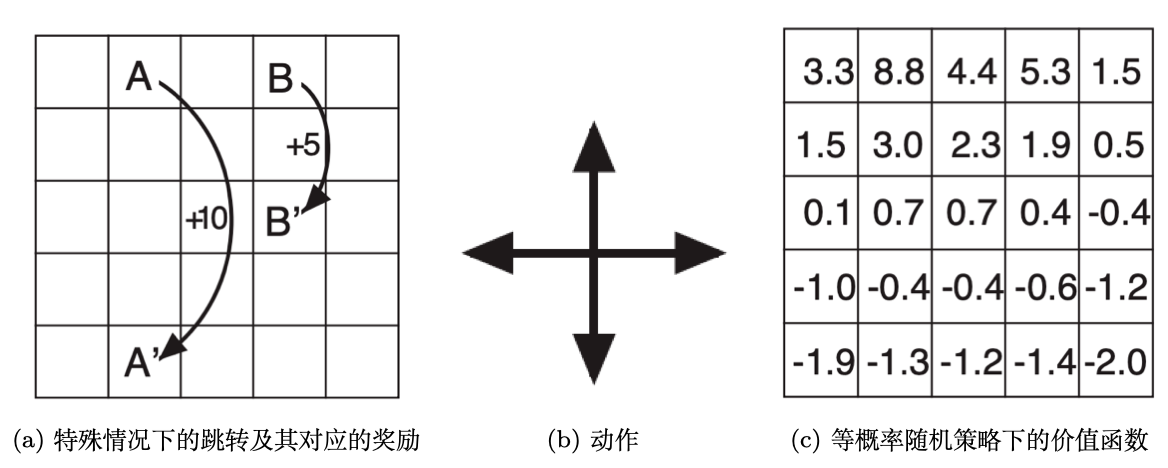 A B
+5
+10 B’
A’
3.3 8.8 4.4 5.3 1.5
1.5 3.0 2.3 1.9 0.5
0.1 0.7 0.7 0.4 -0.4
-1.0 -0.4 -0.4 -0.6 -1.2
-1.9 -1.3 -1.2 -1.4 -2.0
(a) 特殊情况下的跳转及其对应的奖励
(b) 动作
(c) 等概率随机策略下的价值函数